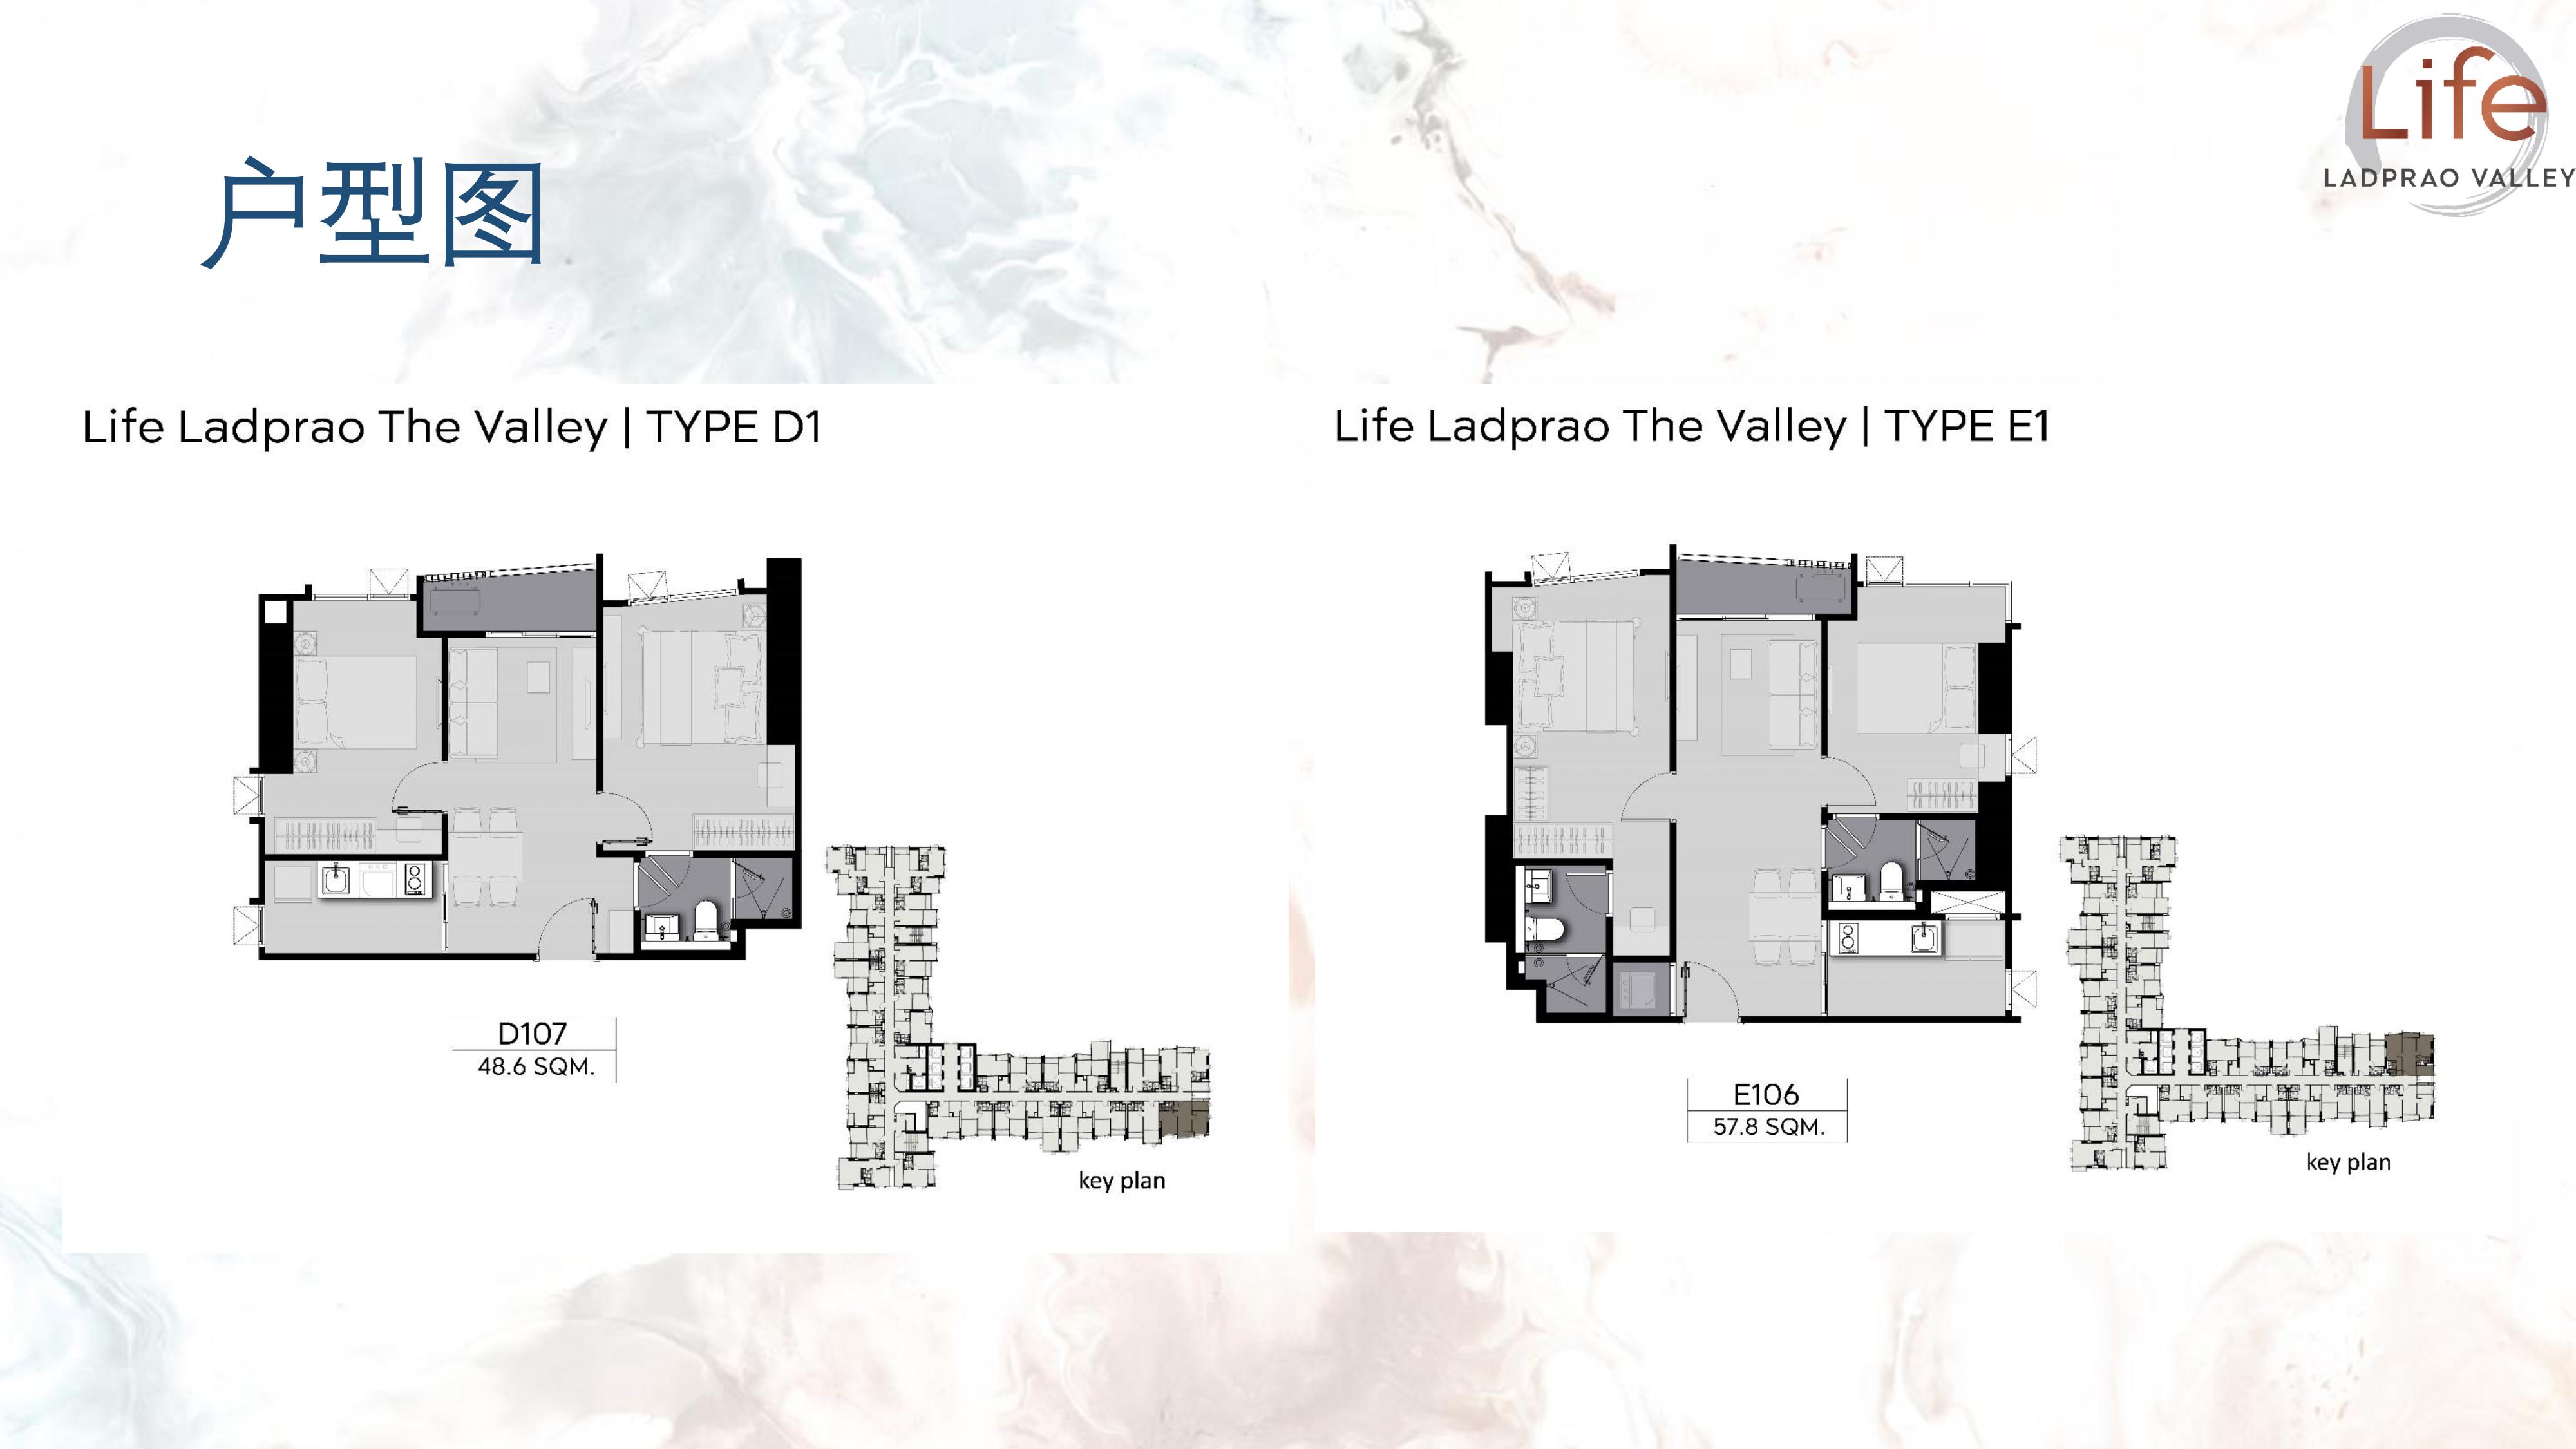 Life
LADPRAO VALLEY
户型图
Life Ladprao The Valley | TYPE D1
D107
48.6 SQM.
key plan
Life Ladprao The Valley | TYPE E1
E106
57.8 SQM.
key plan